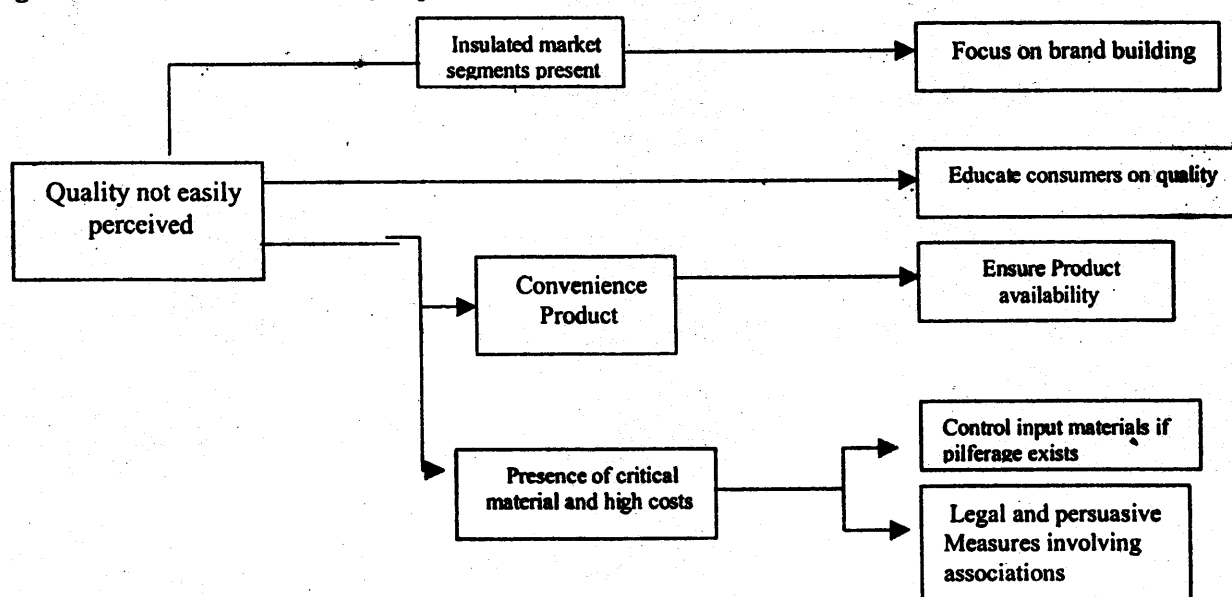 Insulated market
segments present
Focus on brand building
Quality not easily
perceived
Educate consumers on quality
Convenience
Product
Ensure Product
availability
Presence of critical
material and high costs
Control input materials if
pilferage exists
Legal and persuasive
Measures involving
associations